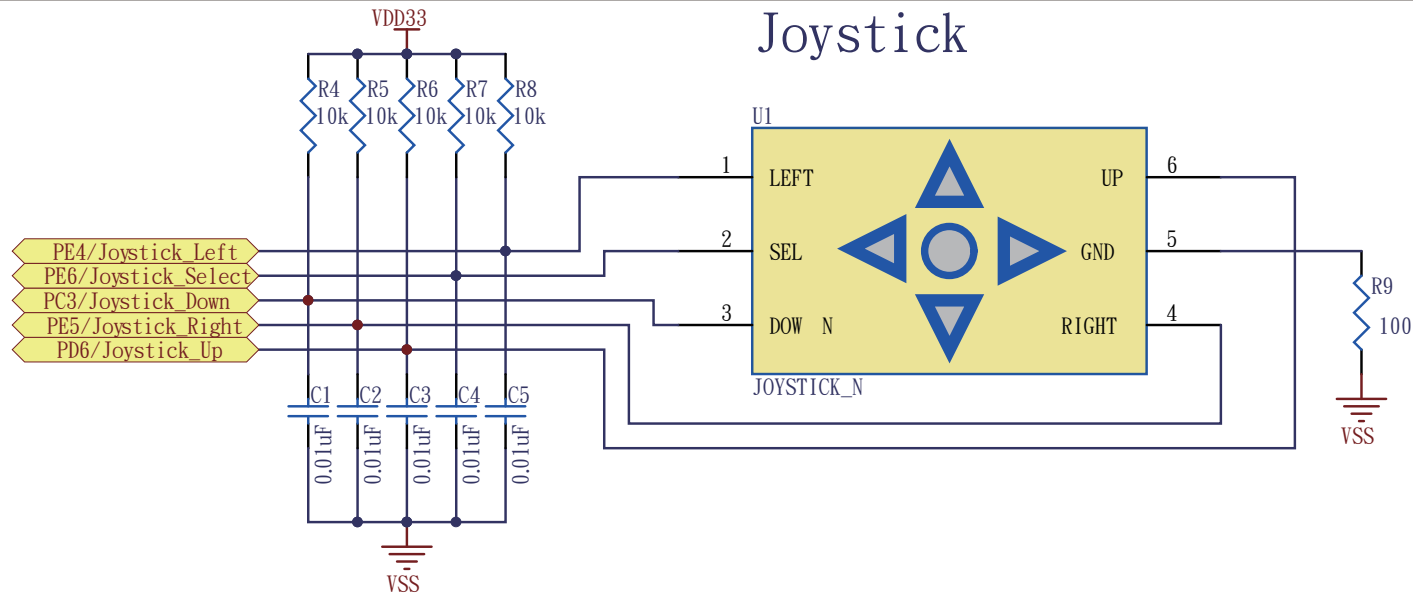 Joystick
VDD33
R4
10k
R5
10k
R6
10k
R7
10k
R8
10k
U1
1
LEFT
2
SEL
3
DOW N
UP
6
GND
5
RIGHT
4
JOYSTICK_N
PE4/Joystick_Left
PE6/Joystick_Select
PC3/Joystick_Down
PE5/Joystick_Right
PD6/Joystick_Up
R9
100
VSS
C1
0.01uF
C2
0.01uF
C3
0.01uF
C4
0.01uF
C5
0.01uF
VSS